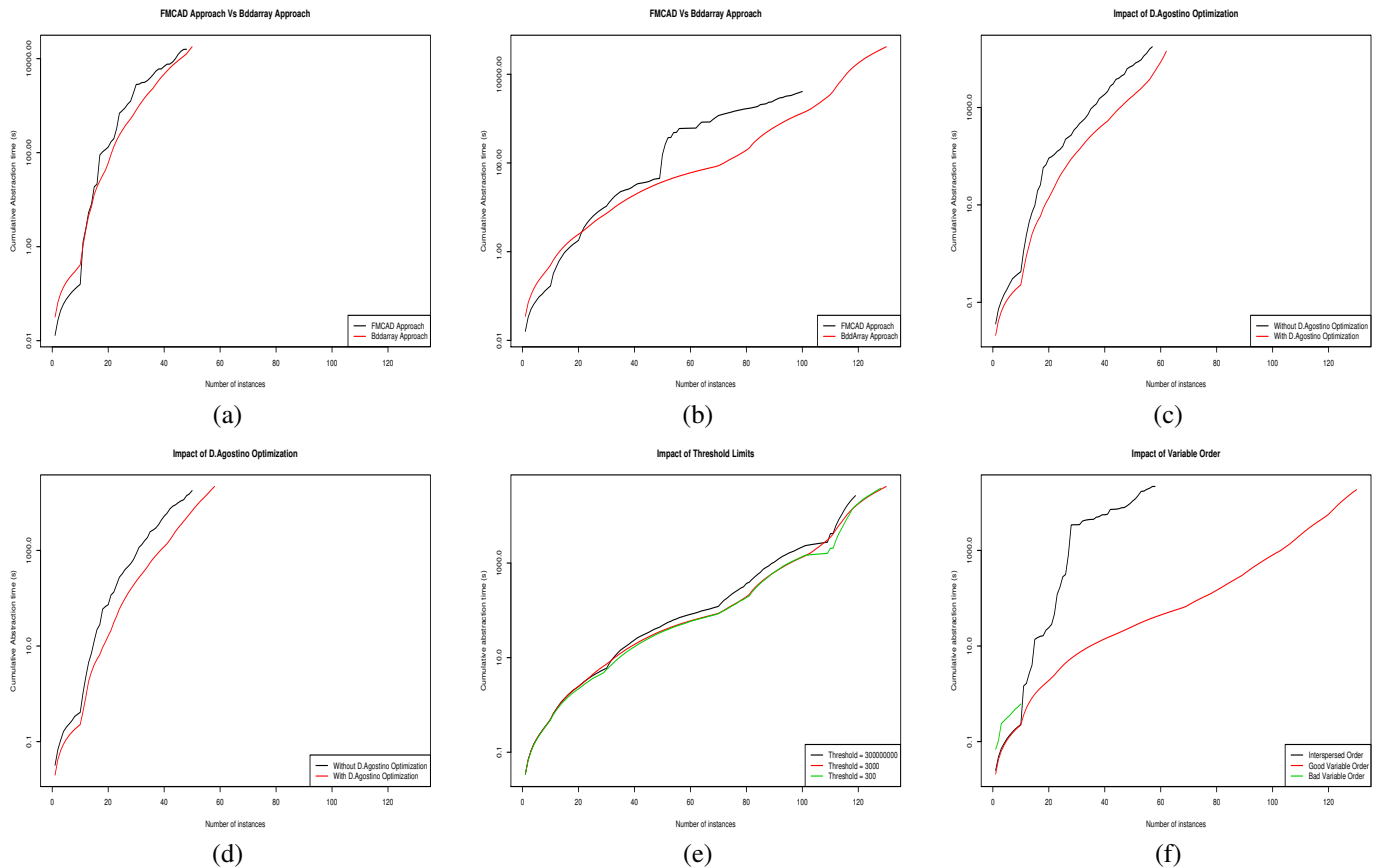 FMCAD Approach Vs Bddarray Approach
Cumulative Abstraction time (s)
0.01 1.00 100.00 10000.00
0 20 40 60 80 100 120
Number of instances
FMCAD Approach
Bddarray Approach
(a)
FMCAD Vs Bddarray Approach
Cumulative Abstraction time (s)
1.00 100.00 10000.00
0 20 40 60 80 100 120
Number of instances
FMCAD Approach
BddArray Approach
(b)
Impact of D.Agostino Optimization
Cumulative Abstraction time (s)
0.1 10.0 1000.0
0 20 40 60 80 100 120
Number of instances
Without D.Agostino Optimization
With D.Agostino Optimization
(c)
Impact of D.Agostino Optimization
Cumulative Abstraction time (s)
0.1 10.0 1000.0
0 20 40 60 80 100 120
Number of instances
Without D.Agostino Optimization
With D.Agostino Optimization
(d)
Impact of Threshold Limits
Cumulative abstraction time (s)
0.1 10.0 1000.0
0 20 40 60 80 100 120
Number of instances
Threshold = 300000000
Threshold = 3000
Threshold = 300
(e)
Impact of Variable Order
Cumulative abstraction time (s)
0.1 10.0 1000.0
0 20 40 60 80 100 120
Number of instances
Interspersed Order
Good Variable Order
Bad Variable Order
(f)